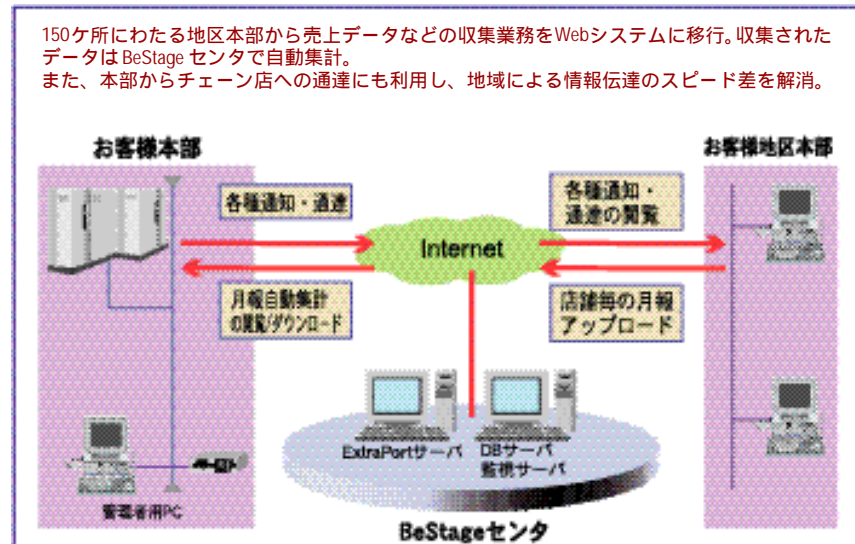 150ケ所にわたる地区本部から売上データなどの収集業務をWebシステムに移行。収集された
データはBeStage センタで自動集計。
また、本部からチェーン店への通達にも利用し、地域による情報伝達のスピード差を解消。
お客様本部
お客様地区本部
各種通知・通達
各種通知・
通達の閲覧
Internet
月報自動集計
の閲覧/ダウンロード
店舗毎の月報
アップロード
ExtraPortサーバ
DBサーバ
監視サーバ
管理者用PC
BeStageセンタ